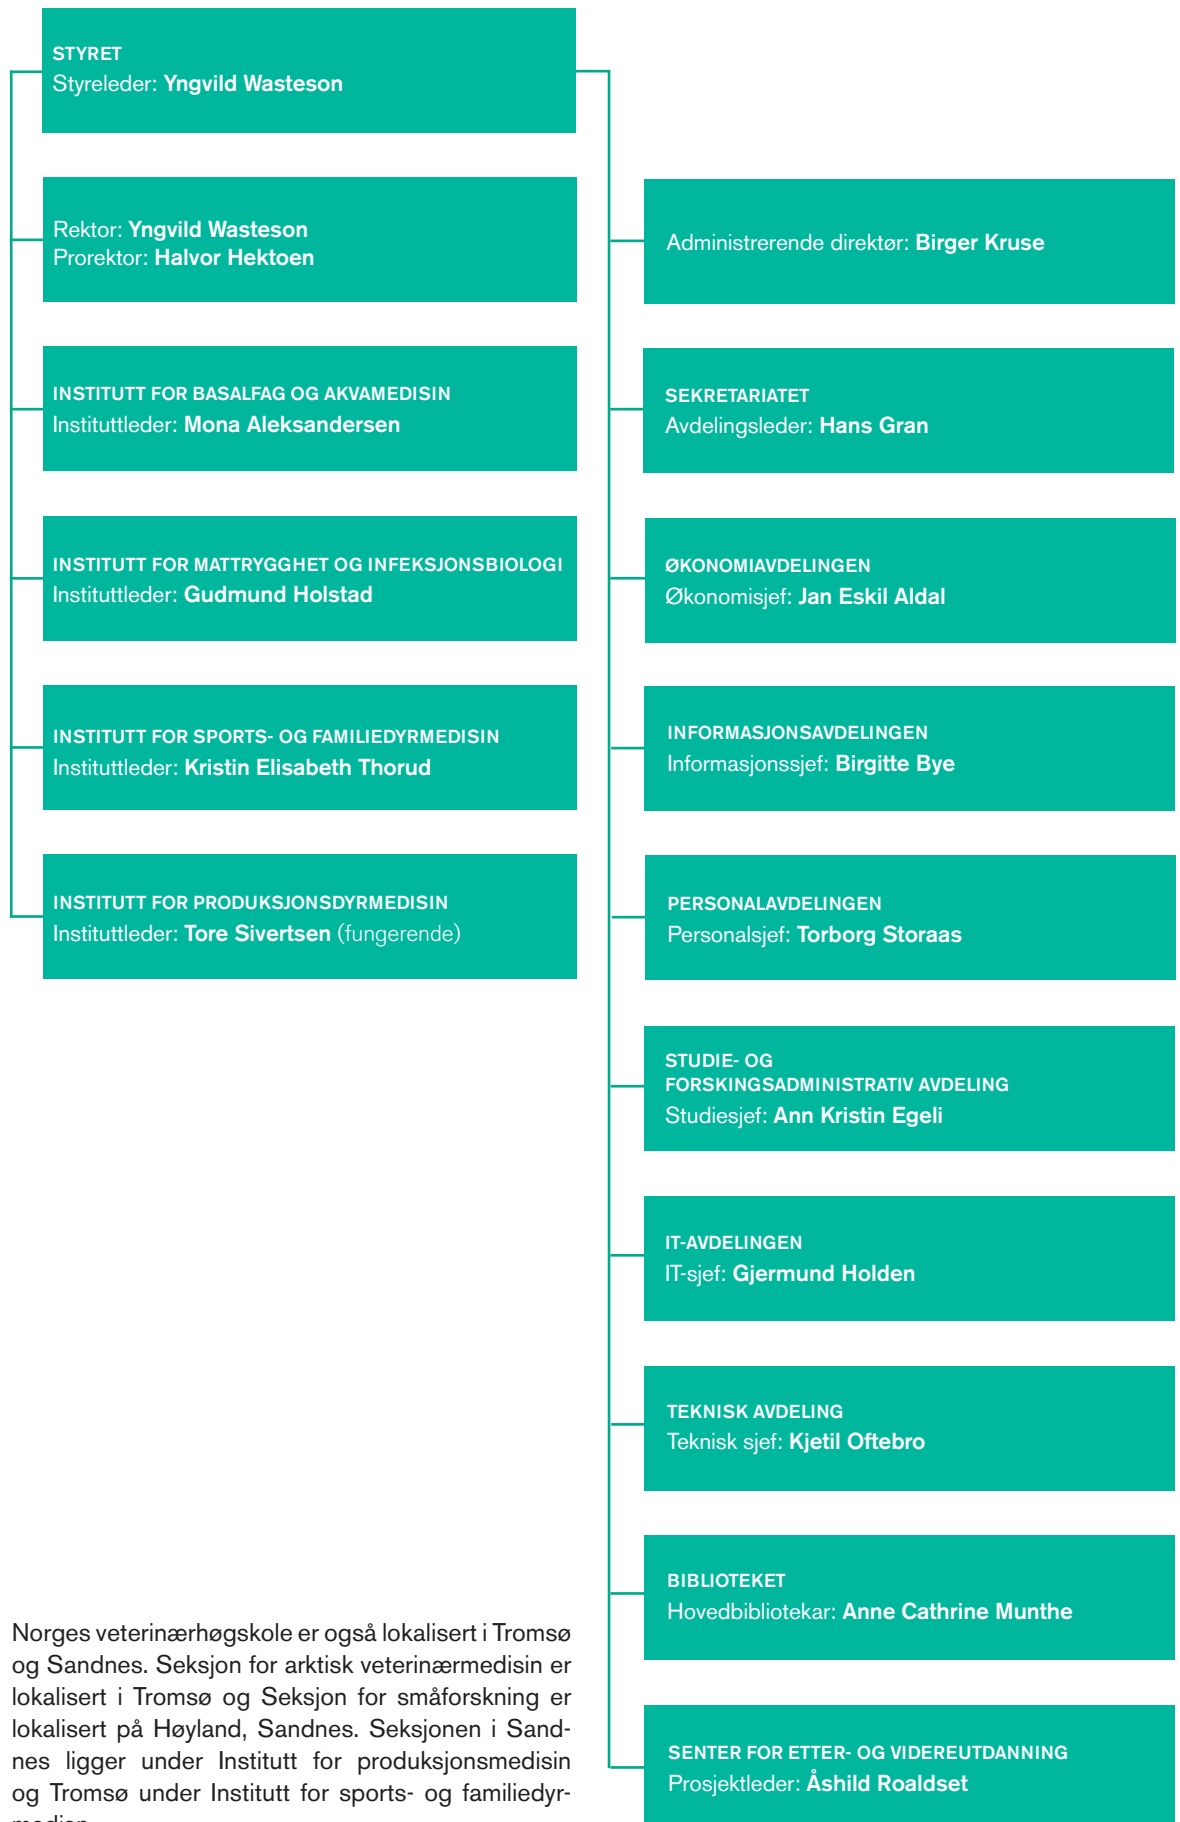 STYRET
Styreleder: Yngvild Wasteson
Rektor: Yngvild Wasteson
Prorektor: Halvor Hektoen
INSTITUTT FOR BASALFAG OG AKVAMEDISIN
Instituttleder: Mona Aleksandersen
INSTITUTT FOR MATTRYGGHET OG INFEKSJONSBIOLOGI
Instituttleder: Gudmund Holstad
INSTITUTT FOR SPORTS- OG FAMILIEDYRMEDISIN
Instituttleder: Kristin Elisabeth Thorud
INSTITUTT FOR PRODUKSJONSDYRMEDISIN
Instituttleder: Tore Sivertsen (fungerende)
Administrerende direktør: Birger Kruse
SEKRETARIATET
Avdelingsleder: Hans Gran
ØKONOMIAVDELINGEN
Økonomisjef: Jan Eskil Aldal
INFORMASJONSAVDELINGEN
Informasjonssjef: Birgitte Bye
PERSONALAVDELINGEN
Personalsjef: Torborg Storaas
STUDIE- OG
FORSKINGSADMINISTRATIV AVDELING
Studiesjef: Ann Kristin Egeli
IT-AVDELINGEN
IT-sjef: Gjermund Holden
TEKNISK AVDELING
Teknisk sjef: Kjetil Oftebro
BIBLIOTEKET
Hovedbibliotekar: Anne Cathrine Munthe
SENTER FOR ETTER- OG VIDEREUTDANNING
Prosjektleder: Åshild Roaldset
Norges veterinærhøgskole er også lokalisert i Tromsø
og Sandnes. Seksjon for arktisk veterinærmedisin er
lokalisert i Tromsø og Seksjon for småforskning er
lokalisert på Høyland, Sandnes. Seksjonen i Sand-
nes ligger under Institutt for produksjonsmedisin
og Tromsø under Institutt for sports- og familiedyr-